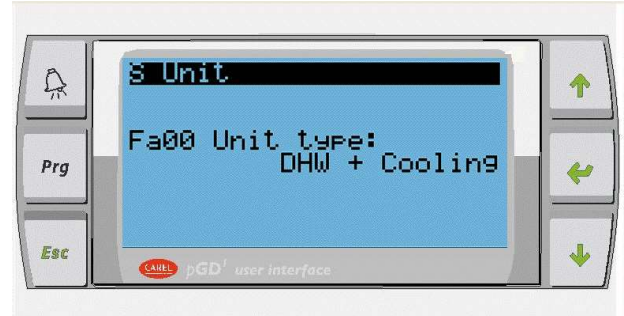 S Unit
Fa00 Unit type:
DHW + Cooling
Prg
Esc
CAREL pGD¹ user interface